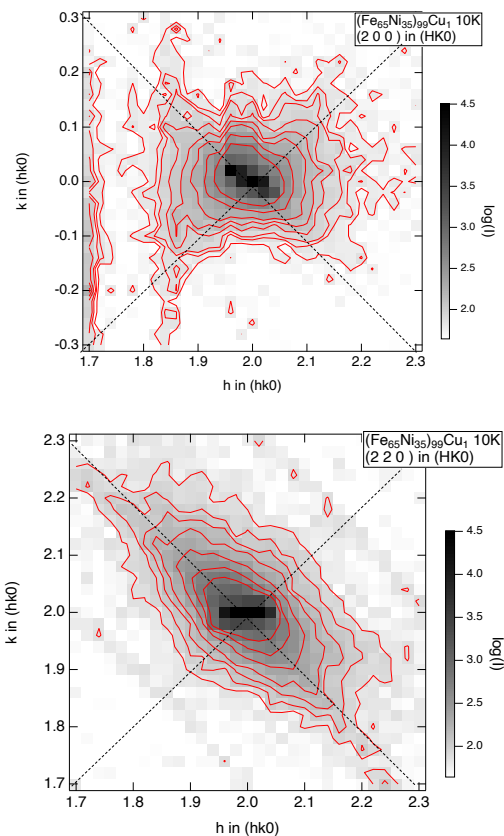 (Fe65Ni35)99Cu1 10K
(2 0 0 ) in (HK0)
0.3
0.2
0.1
0.0
-0.1
-0.2
-0.3
k in (hk0)
1.7 1.8 1.9 2.0 2.1 2.2 2.3
h in (hk0)
4.5
4.0
3.5
3.0
2.5
2.0
log(I)
(Fe65Ni35)99Cu1 10K
(2 2 0 ) in (HK0)
2.3
2.2
2.1
2.0
1.9
1.8
1.7
k in (hk0)
1.7 1.8 1.9 2.0 2.1 2.2 2.3
h in (hk0)
4.5
4.0
3.5
3.0
2.5
2.0
log(I)